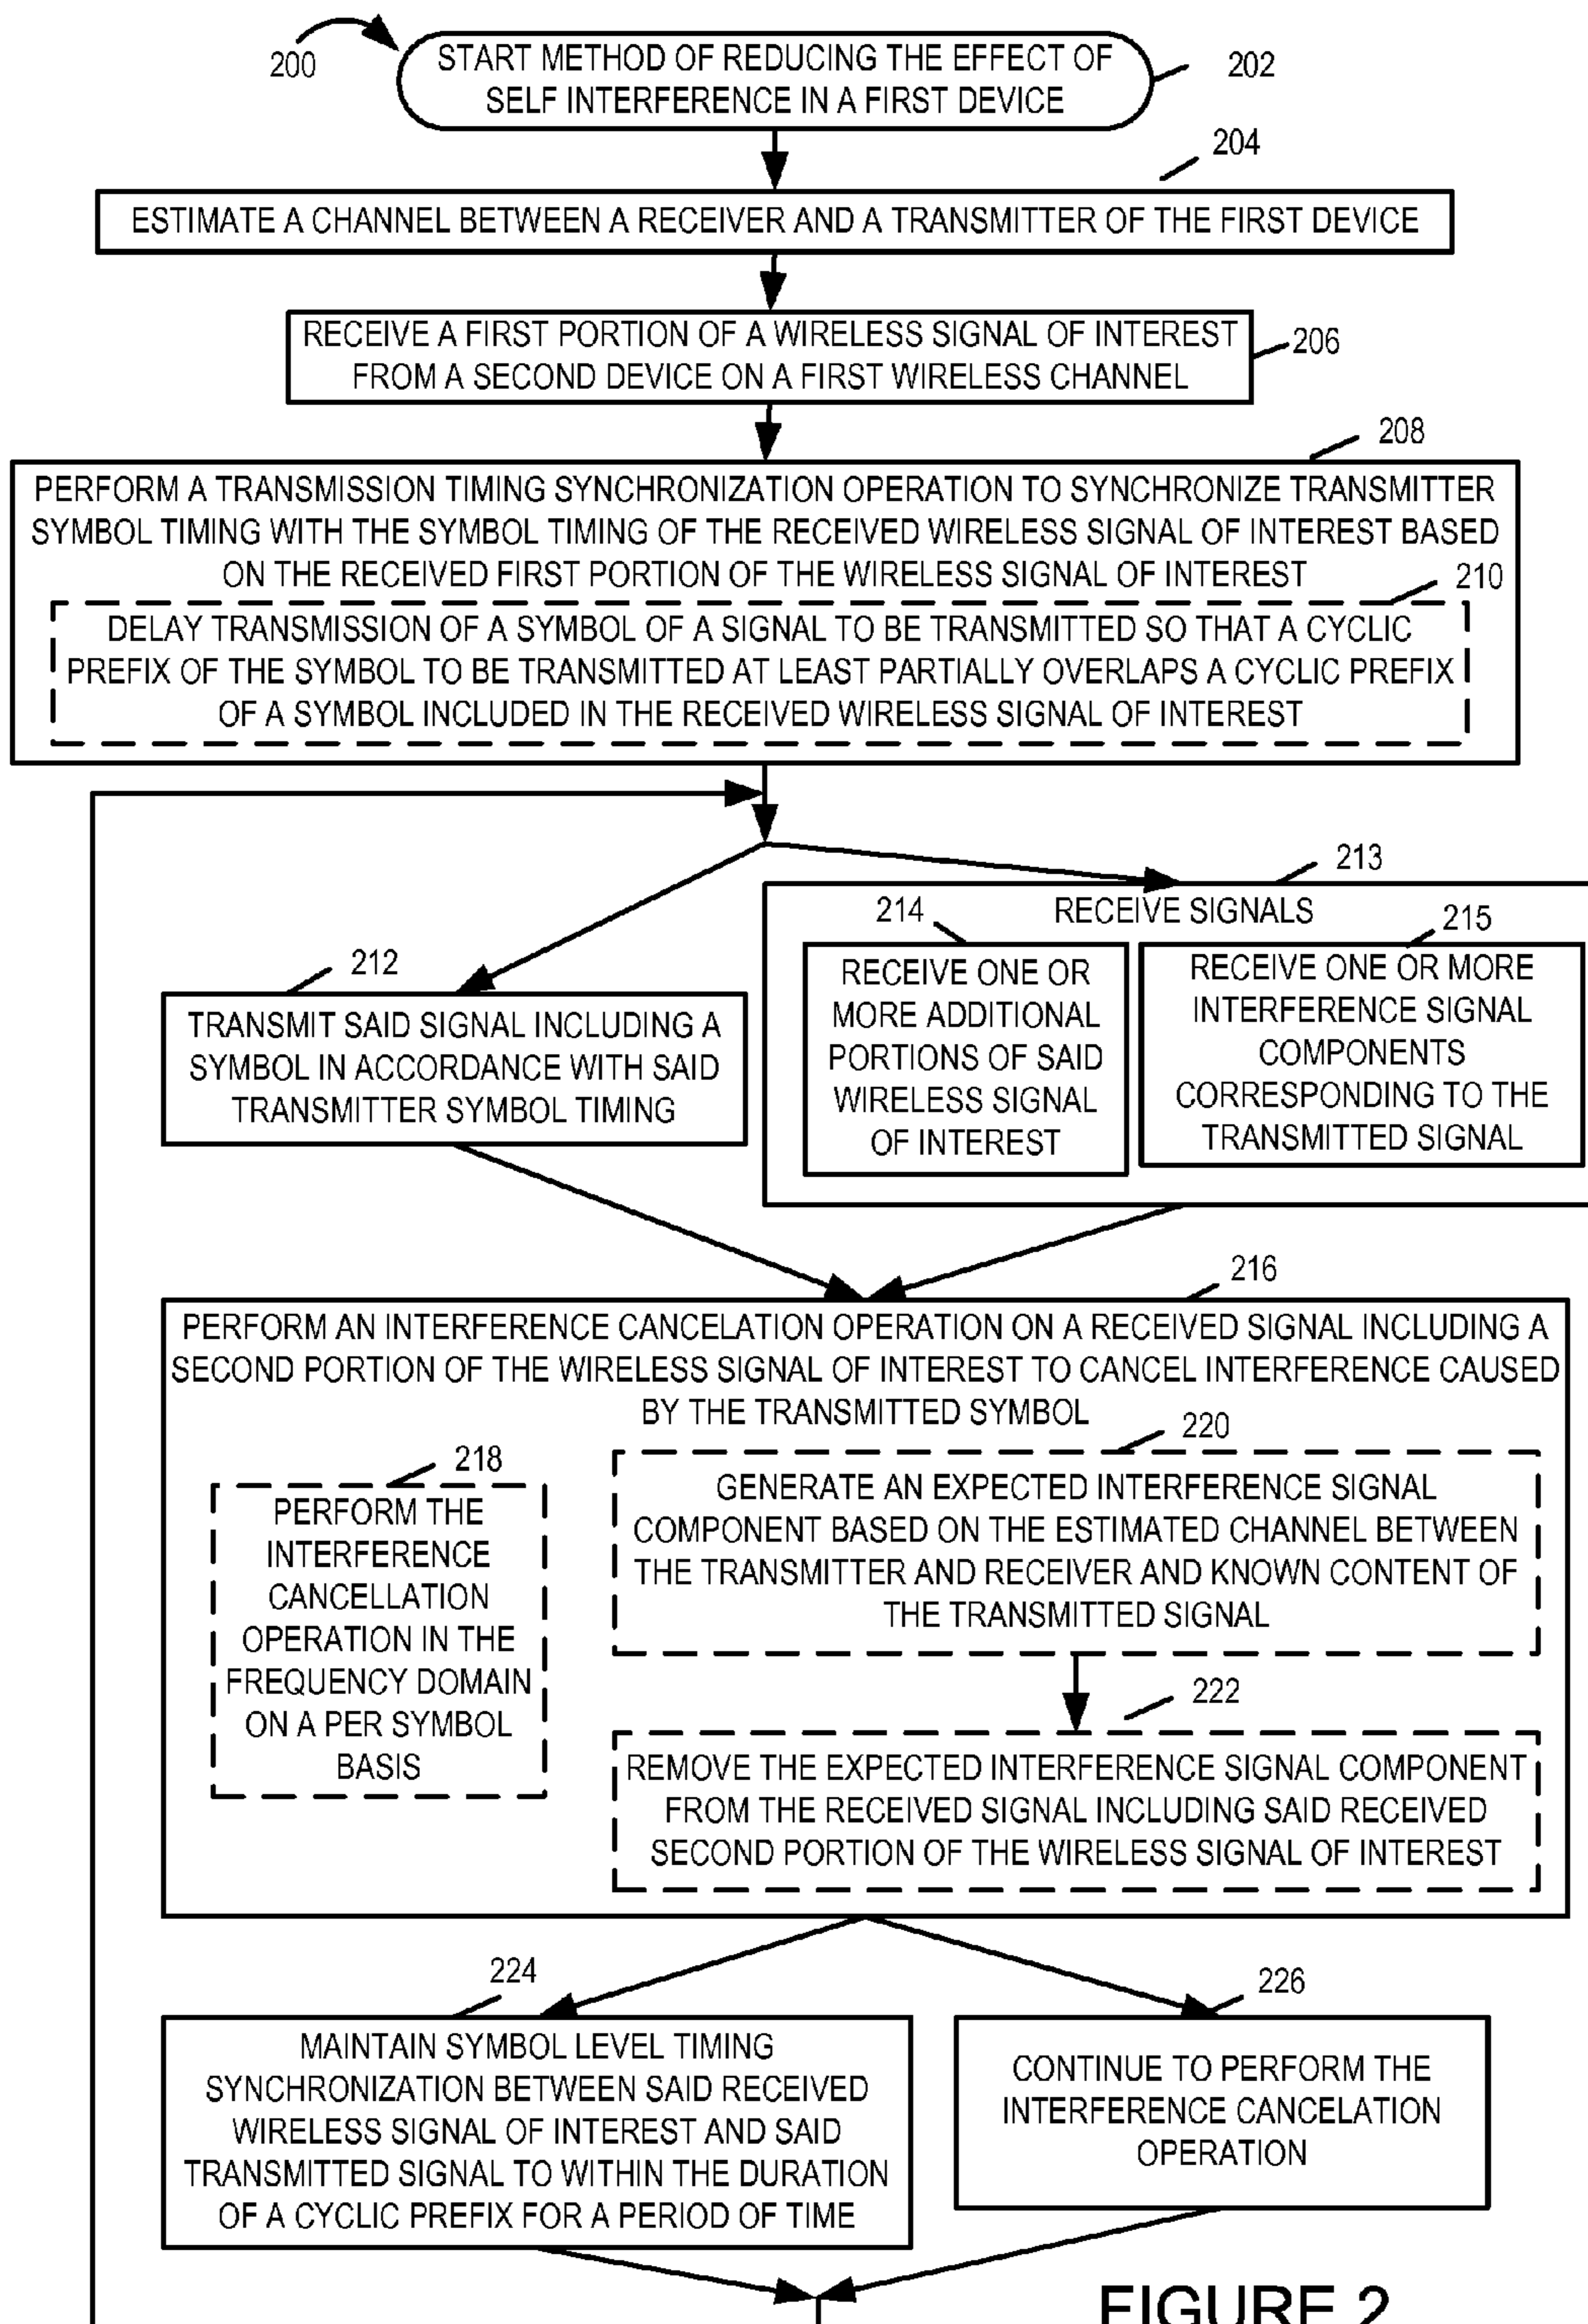 200
START METHOD OF REDUCING THE EFFECT OF
SELF INTERFERENCE IN A FIRST DEVICE
202
204
ESTIMATE A CHANNEL BETWEEN A RECEIVER AND A TRANSMITTER OF THE FIRST DEVICE
RECEIVE A FIRST PORTION OF A WIRELESS SIGNAL OF INTEREST
FROM A SECOND DEVICE ON A FIRST WIRELESS CHANNEL
206
208
PERFORM A TRANSMISSION TIMING SYNCHRONIZATION OPERATION TO SYNCHRONIZE TRANSMITTER
SYMBOL TIMING WITH THE SYMBOL TIMING OF THE RECEIVED WIRELESS SIGNAL OF INTEREST BASED
ON THE RECEIVED FIRST PORTION OF THE WIRELESS SIGNAL OF INTEREST
210
DELAY TRANSMISSION OF A SYMBOL OF A SIGNAL TO BE TRANSMITTED SO THAT A CYCLIC
PREFIX OF THE SYMBOL TO BE TRANSMITTED AT LEAST PARTIALLY OVERLAPS A CYCLIC PREFIX
OF A SYMBOL INCLUDED IN THE RECEIVED WIRELESS SIGNAL OF INTEREST
212
TRANSMIT SAID SIGNAL INCLUDING A
SYMBOL IN ACCORDANCE WITH SAID
TRANSMITTER SYMBOL TIMING
213
RECEIVE SIGNALS
214
RECEIVE ONE OR
MORE ADDITIONAL
PORTIONS OF SAID
WIRELESS SIGNAL
OF INTEREST
215
RECEIVE ONE OR MORE
INTERFERENCE SIGNAL
COMPONENTS
CORRESPONDING TO THE
TRANSMITTED SIGNAL
216
PERFORM AN INTERFERENCE CANCELATION OPERATION ON A RECEIVED SIGNAL INCLUDING A
SECOND PORTION OF THE WIRELESS SIGNAL OF INTEREST TO CANCEL INTERFERENCE CAUSED
BY THE TRANSMITTED SYMBOL
218
PERFORM THE
INTERFERENCE
CANCELLATION
OPERATION IN THE
FREQUENCY DOMAIN
ON A PER SYMBOL
BASIS
220
GENERATE AN EXPECTED INTERFERENCE SIGNAL
COMPONENT BASED ON THE ESTIMATED CHANNEL BETWEEN
THE TRANSMITTER AND RECEIVER AND KNOWN CONTENT OF
THE TRANSMITTED SIGNAL
222
REMOVE THE EXPECTED INTERFERENCE SIGNAL COMPONENT
FROM THE RECEIVED SIGNAL INCLUDING SAID RECEIVED
SECOND PORTION OF THE WIRELESS SIGNAL OF INTEREST
224
MAINTAIN SYMBOL LEVEL TIMING
SYNCHRONIZATION BETWEEN SAID RECEIVED
WIRELESS SIGNAL OF INTEREST AND SAID
TRANSMITTED SIGNAL TO WITHIN THE DURATION
OF A CYCLIC PREFIX FOR A PERIOD OF TIME
226
CONTINUE TO PERFORM THE
INTERFERENCE CANCELATION
OPERATION
FIGURE 2